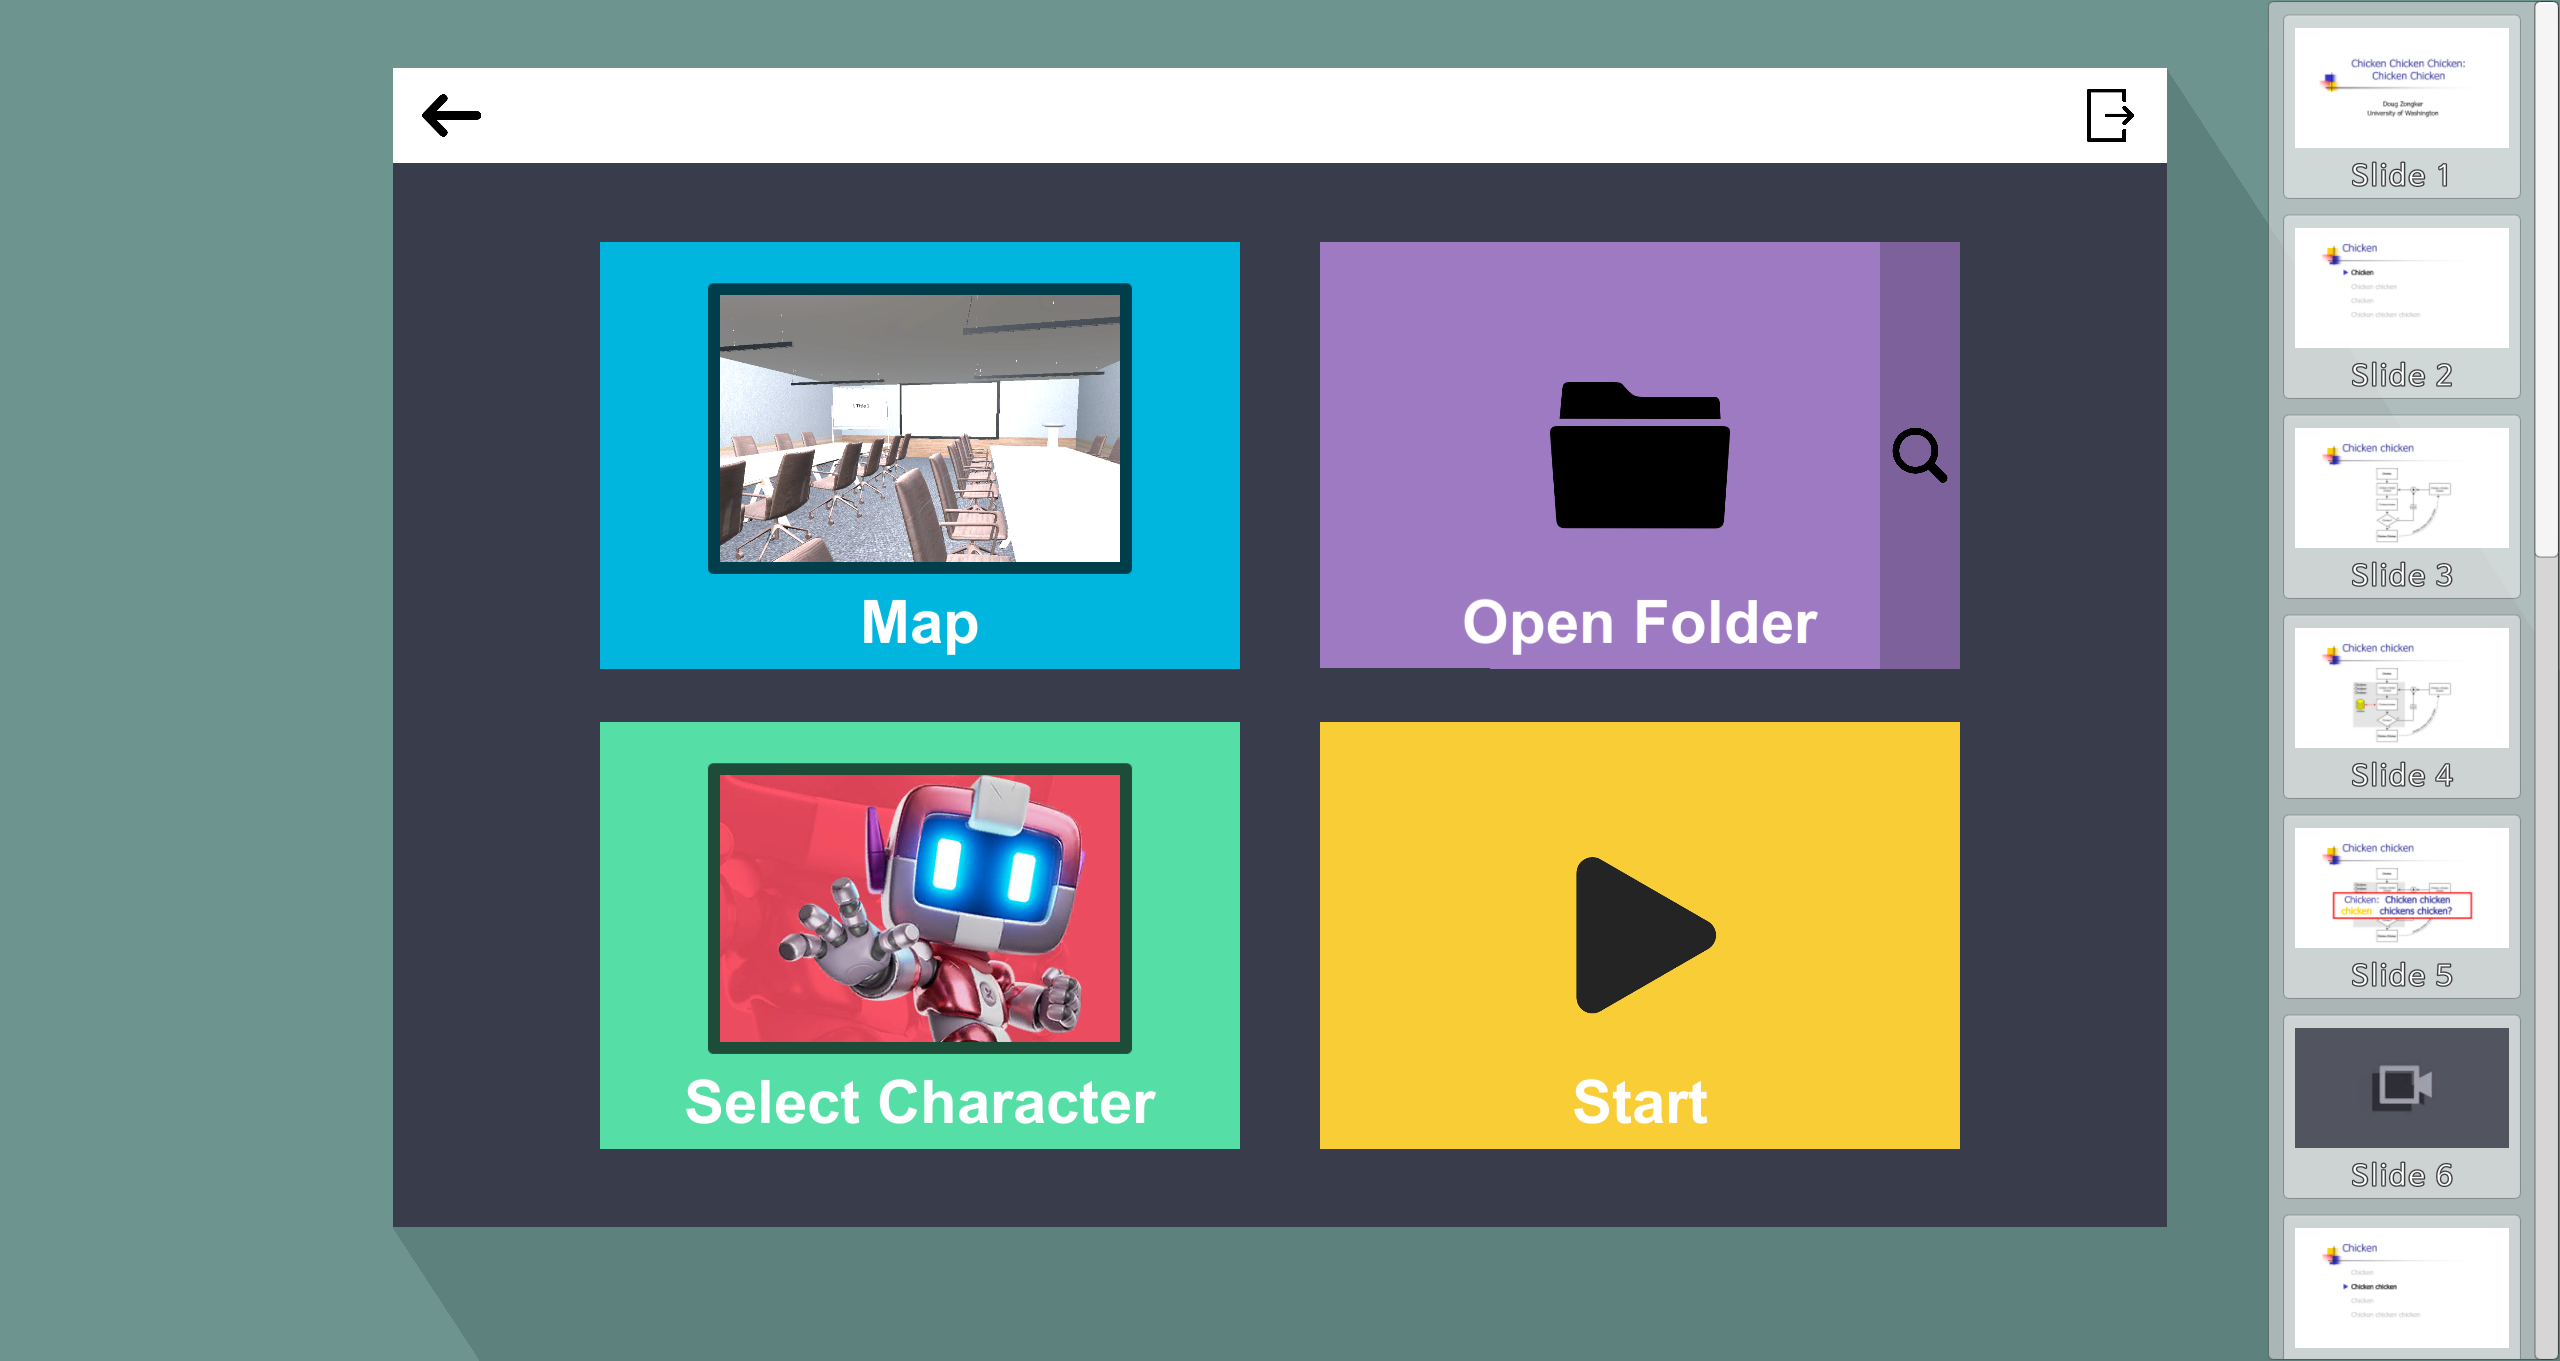 Map
Open Folder
Select Character
Start
Chicken Chicken Chicken:
Chicken Chicken
Doug Zongker
University of Washington
Slide 1
Chicken
Chicken
Chicken chicken
Chicken
Chicken chicken chicken
Slide 2
Chicken chicken
Slide 3
Chicken chicken
Slide 4
Chicken chicken
Chicken: Chicken chicken
chicken chickens chicken?
Slide 5
Slide 6
Chicken
Chicken
Chicken chicken
Chicken
Chicken chicken chicken